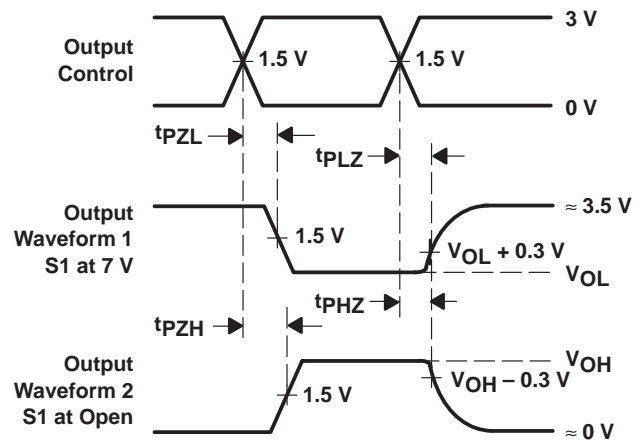 3 V
Output
Control
1.5 V
1.5 V
0 V
tPZL
tPLZ
Output
Waveform 1
S1 at 7 V
≈ 3.5 V
1.5 V
VOL + 0.3 V
VOL
tPZH
tPHZ
Output
Waveform 2
S1 at Open
VOH
1.5 V
VOH – 0.3 V
≈ 0 V